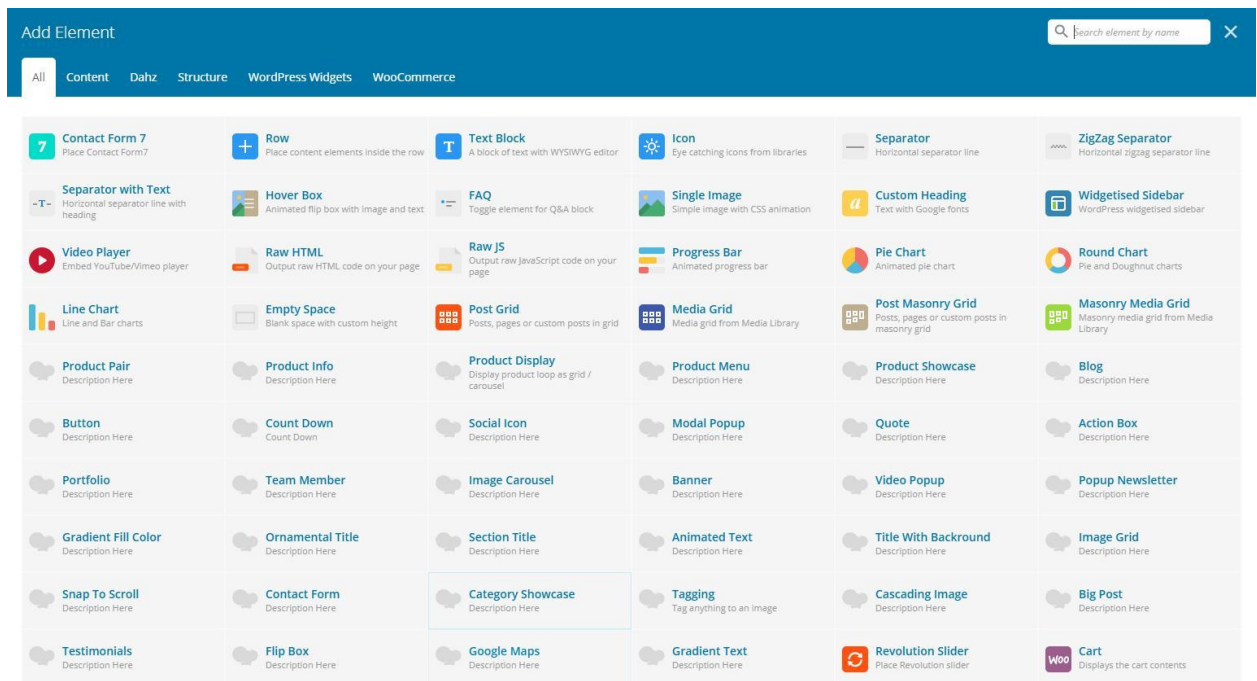 Add Element
Search element by name
All Content Dahz Structure WordPress Widgets WooCommerce
7 Contact Form 7
Place Contact Form7
Row
Place content elements inside the row
T Text Block
A block of text with WYSIWYG editor
Icon
Eye catching icons from libraries
Separator
Horizontal separator line
ZigZag Separator
Horizontal zigzag separator line
-T- Separator with Text
Horizontal separator line with
heading
Hover Box
Animated flip box with image and text
FAQ
Toggle element for Q&A block
Single Image
Simple image with CSS animation
a Custom Heading
Text with Google fonts
Widgetised Sidebar
WordPress widgetised sidebar
Video Player
Embed YouTube/Vimeo player
Raw HTML
Output raw HTML code on your page
Raw JS
Output raw JavaScript code on your
page
Progress Bar
Animated progress bar
Pie Chart
Animated pie chart
Round Chart
Pie and Doughnut charts
Line Chart
Line and Bar charts
Empty Space
Blank space with custom height
Post Grid
Posts, pages or custom posts in grid
Media Grid
Media grid from Media Library
Post Masonry Grid
Posts, pages or custom posts in
masonry grid
Masonry Media Grid
Masonry media grid from Media
Library
Product Pair
Description Here
Product Info
Description Here
Product Display
Display product loop as grid /
carousel
Product Menu
Description Here
Product Showcase
Description Here
Blog
Description Here
Button
Description Here
Count Down
Count Down
Social Icon
Description Here
Modal Popup
Description Here
Quote
Description Here
Action Box
Description Here
Portfolio
Description Here
Team Member
Description Here
Image Carousel
Description Here
Banner
Description Here
Video Popup
Description Here
Popup Newsletter
Description Here
Gradient Fill Color
Description Here
Ornamental Title
Description Here
Section Title
Description Here
Animated Text
Description Here
Title With Backround
Description Here
Image Grid
Description Here
Snap To Scroll
Description Here
Contact Form
Description Here
Category Showcase
Description Here
Tagging
Tag anything to an image
Cascading Image
Description Here
Big Post
Description Here
Testimonials
Description Here
Flip Box
Description Here
Google Maps
Description Here
Gradient Text
Description Here
Revolution Slider
Place Revolution slider
Woo Cart
Displays the cart contents